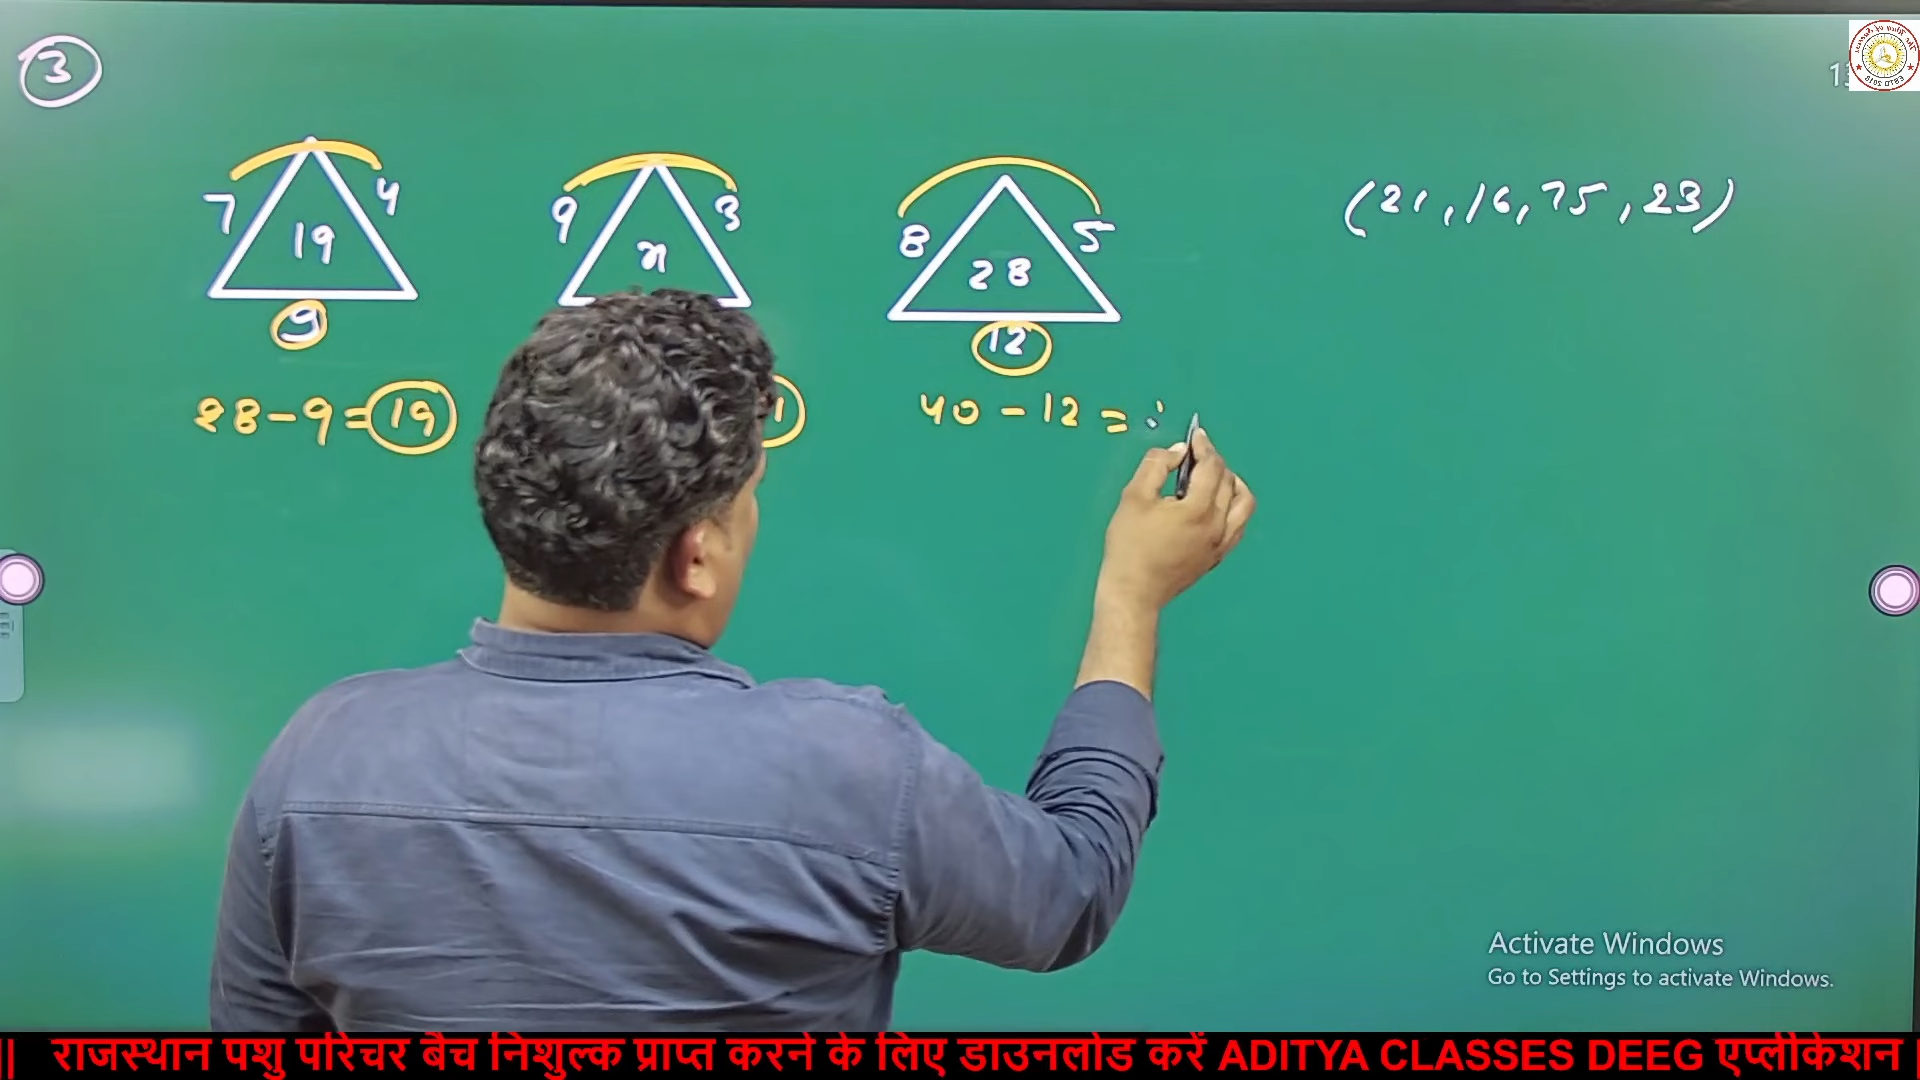 3
7 4 9 3 8 5 (21, 16, 75, 23)
19 x 28
9 12
28-9=19 1 40-12=
Activate Windows
Go to Settings to activate Windows.
|| राजस्थान पशु परिचर बैच निशुल्क प्राप्त करने के लिए डाउनलोड करें ADITYA CLASSES DEEG एप्लीकेशन |